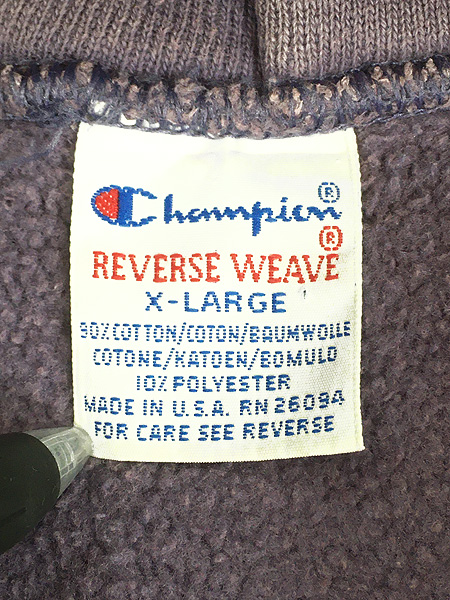 Champion ®
REVERSE WEAVE ®
X-LARGE
90% COTTON/COTON/BAUMWOLLE
COTONE/KATOEN/BOMULD
10% POLYESTER
MADE IN U.S.A. RN 26094
FOR CARE SEE REVERSE